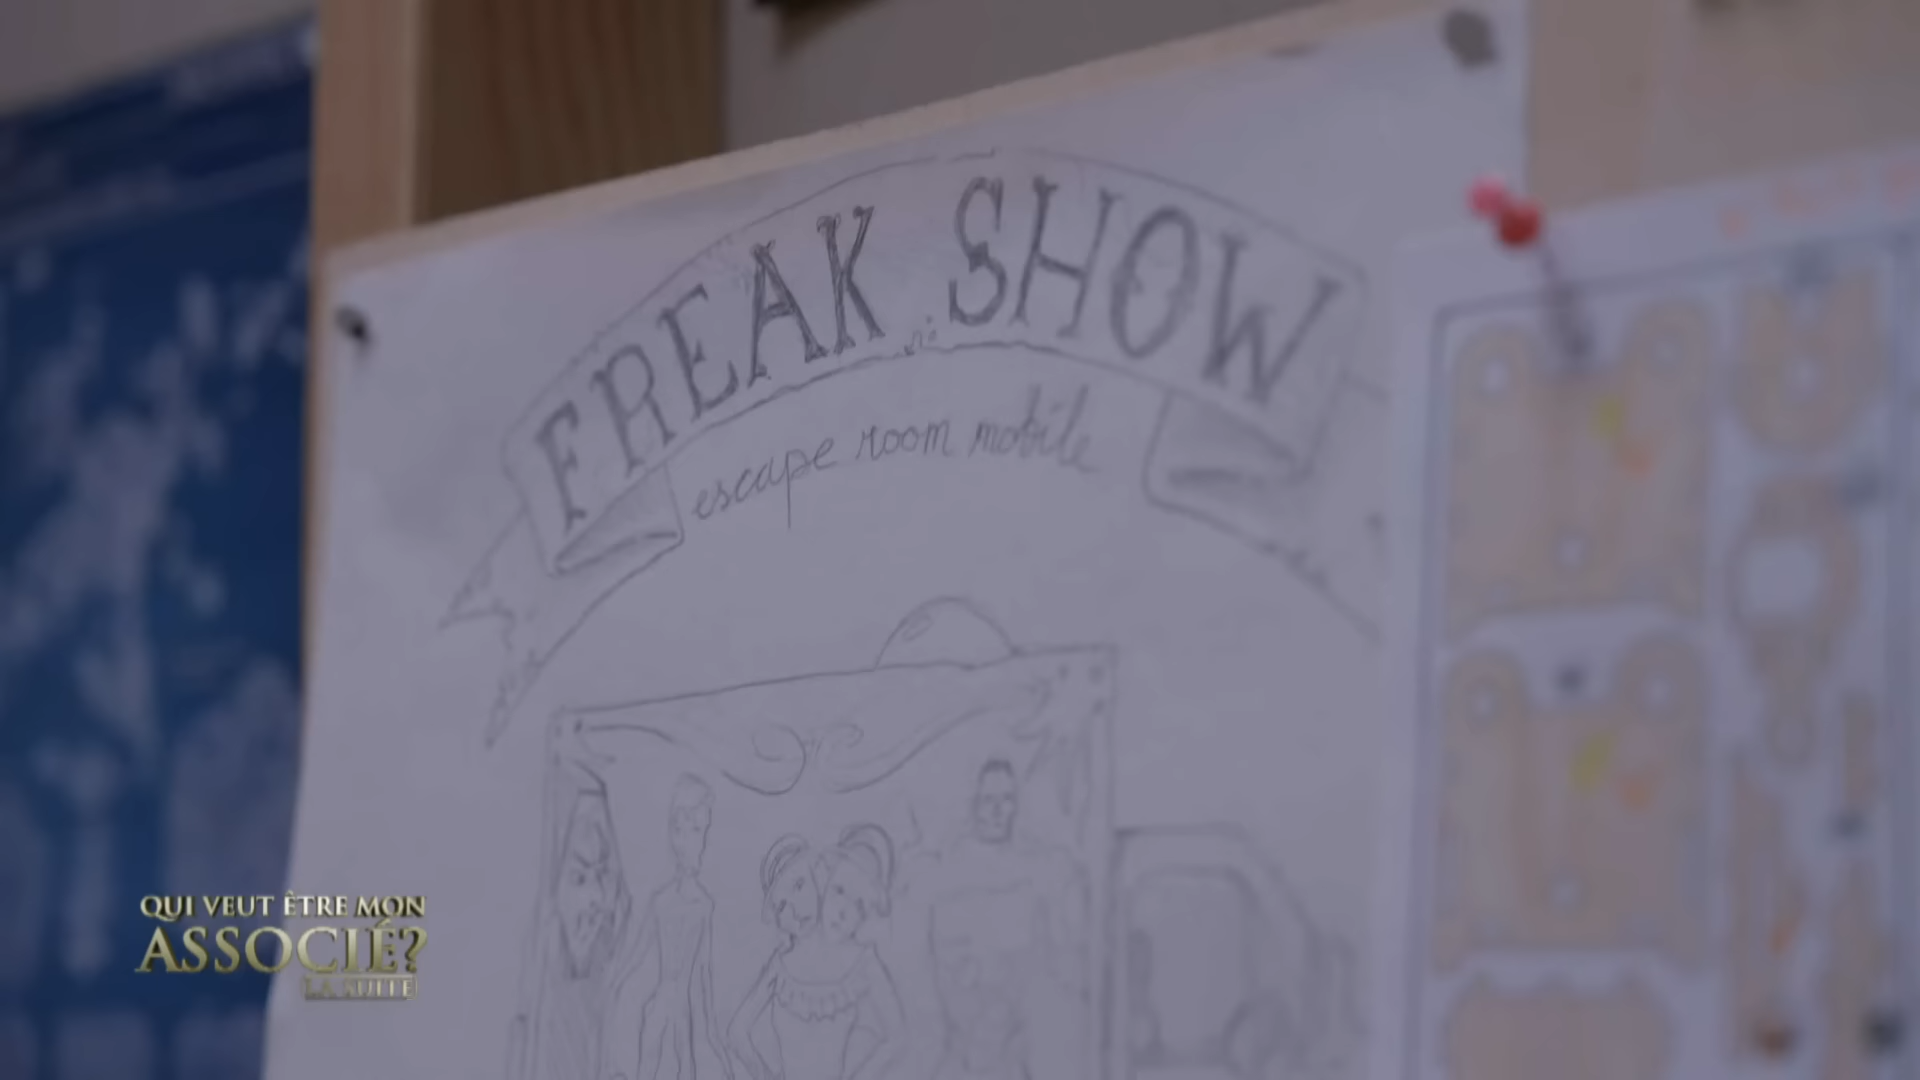 FREAK SHOW
escape room mobile
QUI VEUT ÊTRE MON
ASSOCIÉ?
LA SUITE